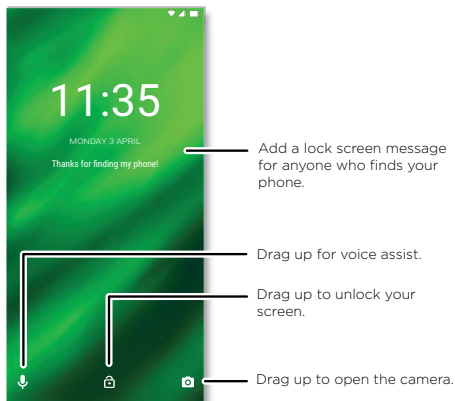 11:35
MONDAY 3 APRIL
Thanks for finding my phone!
Add a lock screen message
for anyone who finds your
phone.
Drag up for voice assist.
Drag up to unlock your
screen.
Drag up to open the camera.